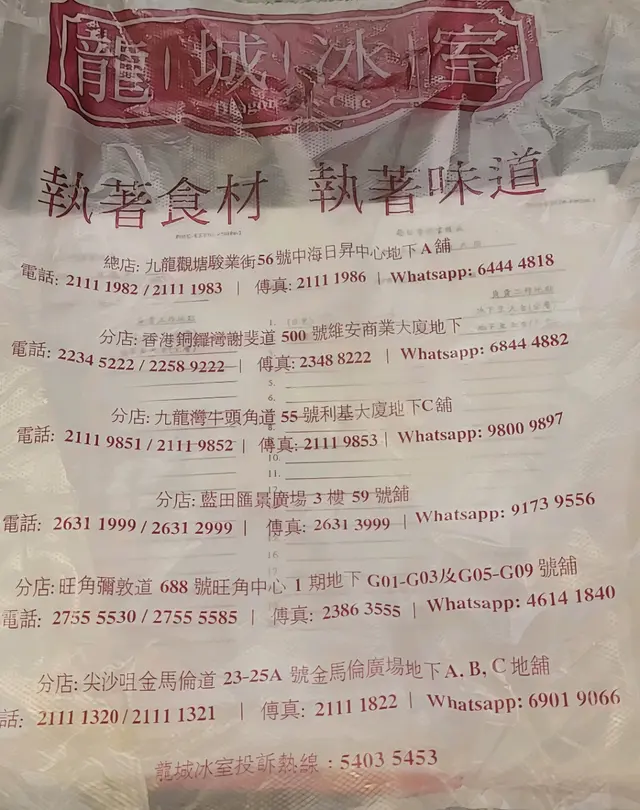 龍城冰室
Dragon Cafe
執著食材 執著味道
總店: 九龍觀塘駿業街56號中海日昇中心地下A舖
電話: 2111 1982 / 2111 1983 | 傳真: 2111 1986 | Whatsapp: 6444 4818
分店: 香港銅鑼灣謝斐道 500 號維安商業大廈地下
電話: 2234 5222 / 2258 9222 | 傳真: 2348 8222 | Whatsapp: 6844 4882
5.
6.
分店: 九龍灣牛頭角道 55 號利基大廈地下C舖
電話: 2111 9851 / 2111 9852 | 傳真: 2111 9853 | Whatsapp: 9800 9897
10.
11.
分店: 藍田匯景廣場 3 樓 59 號舖
電話: 2631 1999 / 2631 2999 | 傳真: 2631 3999 | Whatsapp: 9173 9556
16
分店: 旺角彌敦道 688 號旺角中心 1 期地下 G01-G03及G05-G09 號舖
電話: 2755 5530 / 2755 5585 | 傳真: 2386 3555 | Whatsapp: 4614 1840
分店: 尖沙咀金馬倫道 23-25A 號金馬倫廣場地下 A, B, C 地舖
話: 2111 1320 / 2111 1321 | 傳真: 2111 1822 | Whatsapp: 6901 9066
龍城冰室投訴熱線 : 5403 5453